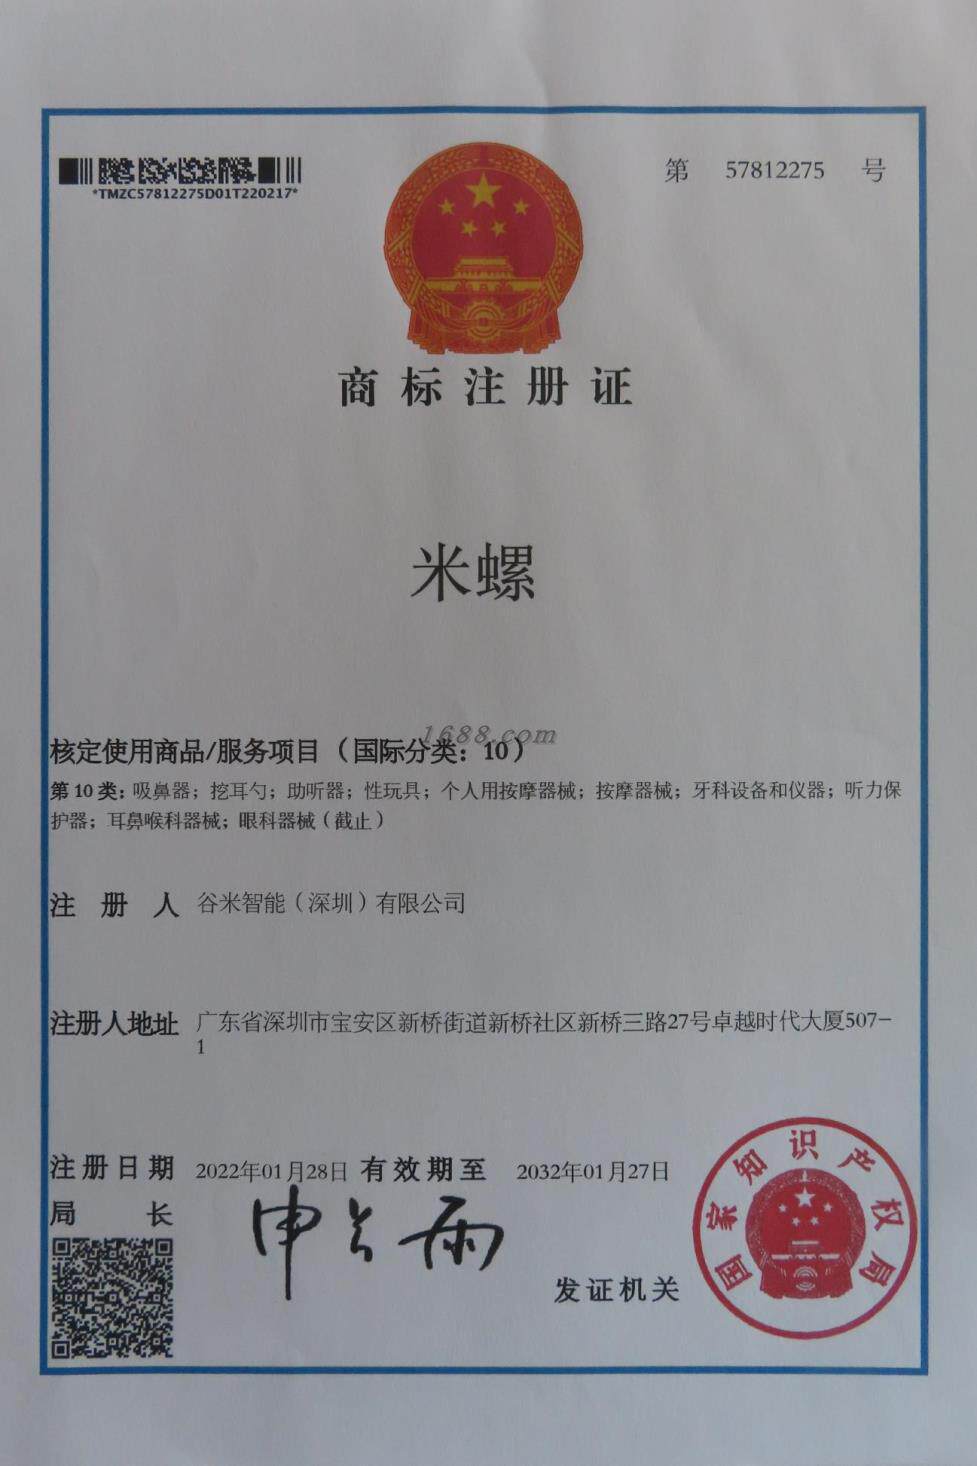 *TMZC57812275D01T220217*
第 57812275 号
商标注册证
米螺
1688.com
核定使用商品/服务项目（国际分类：10）
第10类：吸鼻器；挖耳勺；助听器；性玩具；个人用按摩器械；按摩器械；牙科设备和仪器；听力保
护器；耳鼻喉科器械；眼科器械（截止）
注册人 谷米智能（深圳）有限公司
注册人地址 广东省深圳市宝安区新桥街道新桥社区新桥三路27号卓越时代大厦507-
1
注册日期 2022年01月28日 有效期至 2032年01月27日
局长 申长雨
发证机关
国家知识产权局